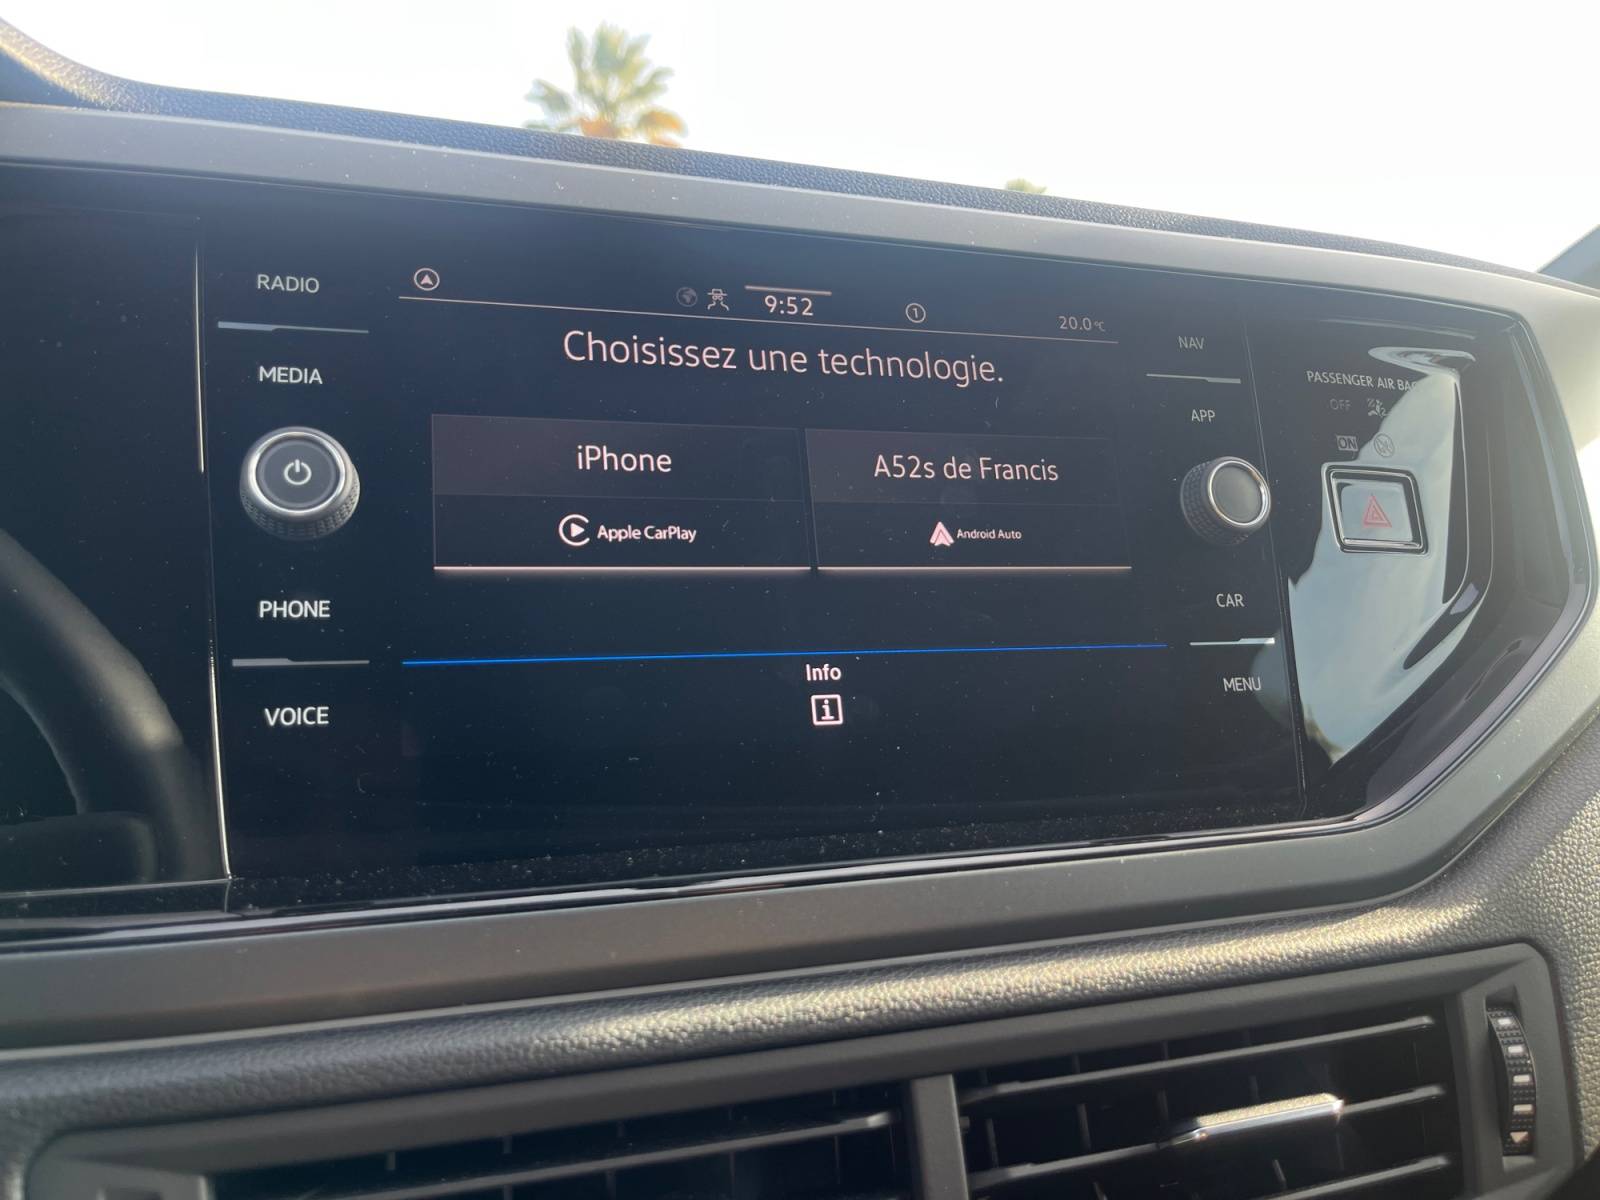 RADIO
MEDIA
PHONE
VOICE
9:52
1
20.0°C
Choisissez une technologie.
iPhone
Apple CarPlay
A52s de Francis
Android Auto
Info
NAV
APP
CAR
MENU
PASSENGER AIR BAG
OFF
ON